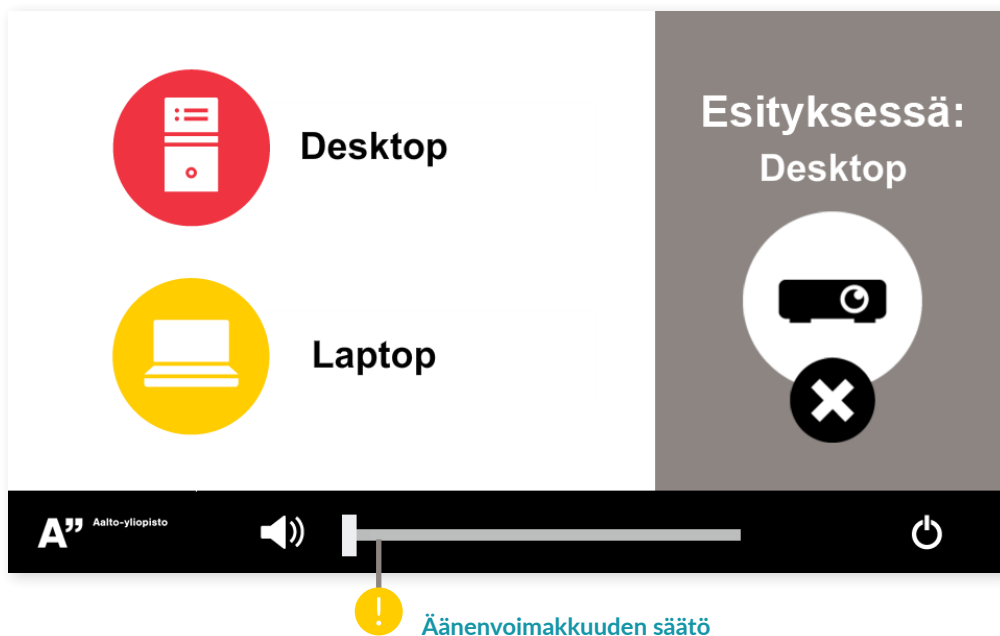 Desktop
Laptop
Esityksessä:
Desktop
A”
Aalto-yliopisto
!
Äänenvoimakkuuden säätö